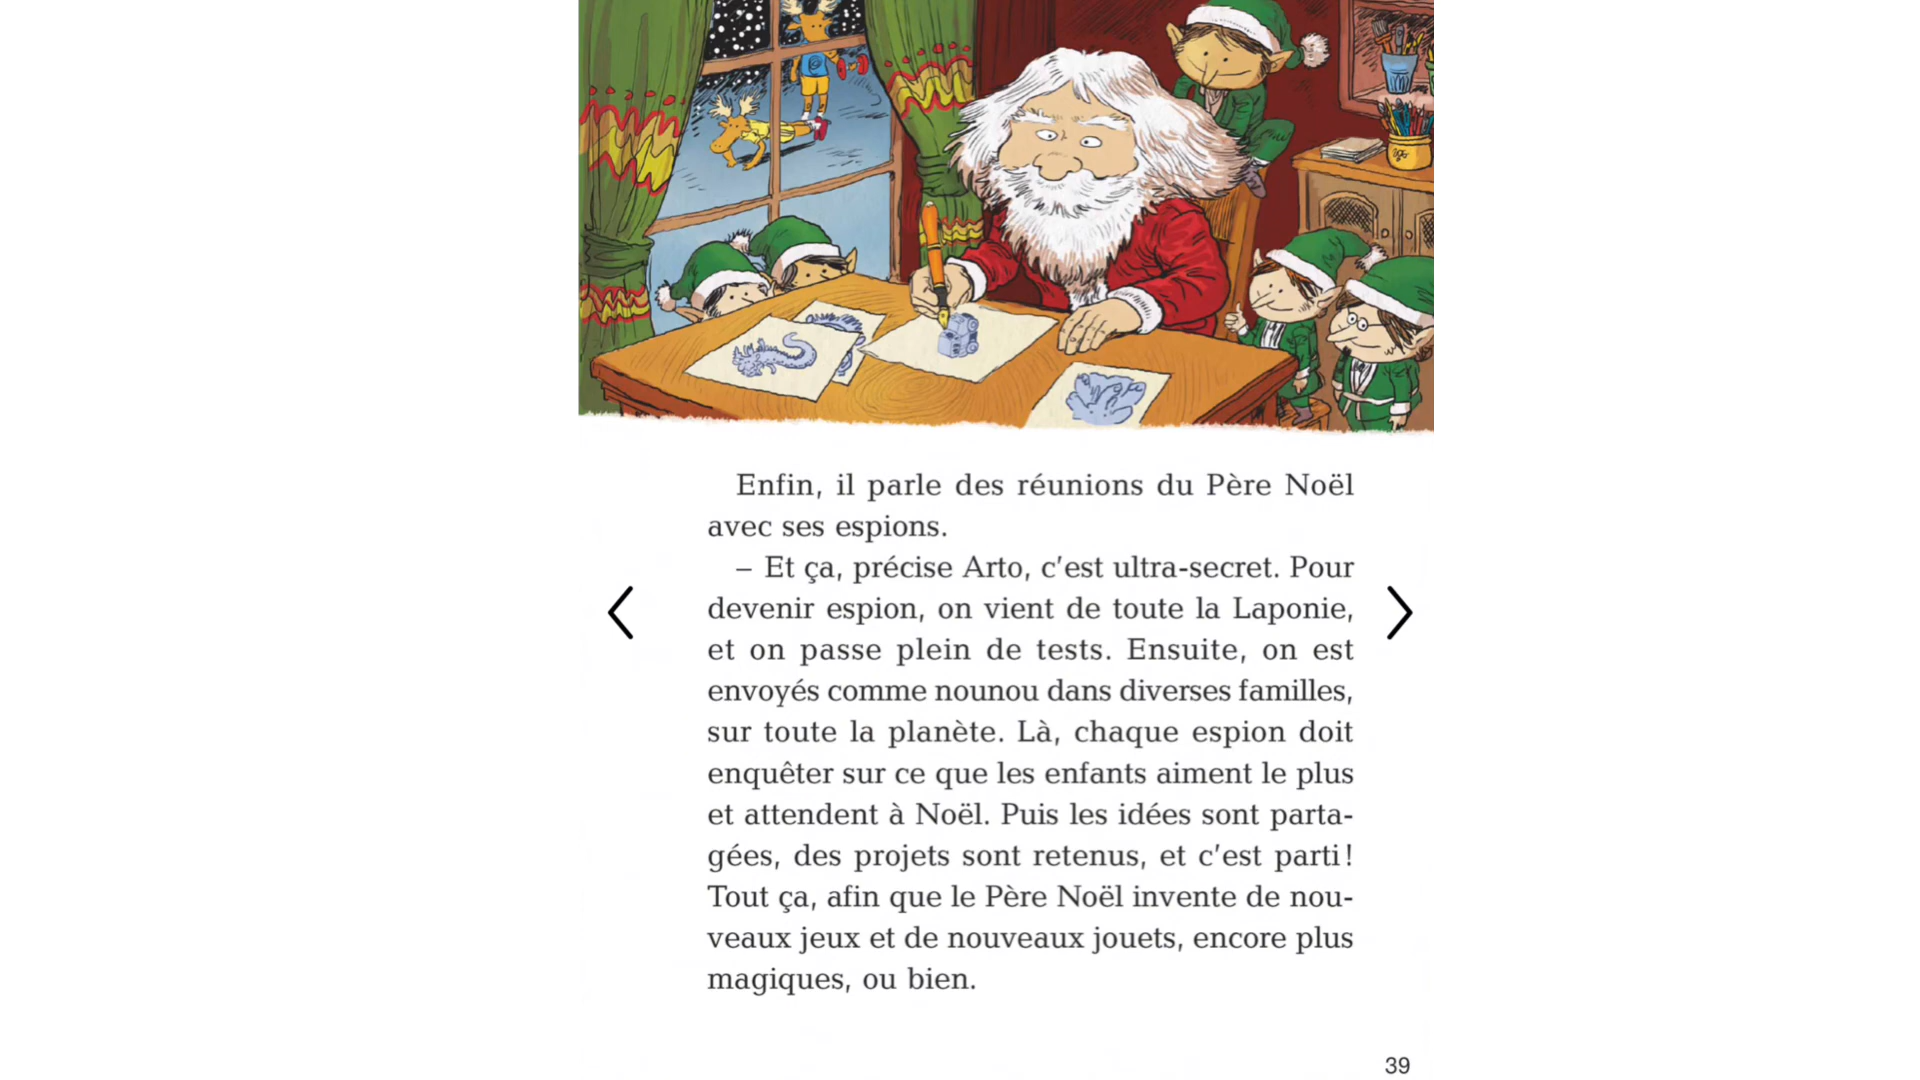 Enfin, il parle des réunions du Père Noël
avec ses espions.
– Et ça, précise Arto, c’est ultra-secret. Pour
devenir espion, on vient de toute la Laponie,
et on passe plein de tests. Ensuite, on est
envoyés comme nounou dans diverses familles,
sur toute la planète. Là, chaque espion doit
enquêter sur ce que les enfants aiment le plus
et attendent à Noël. Puis les idées sont parta-
gées, des projets sont retenus, et c’est parti !
Tout ça, afin que le Père Noël invente de nou-
veaux jeux et de nouveaux jouets, encore plus
magiques, ou bien.
39